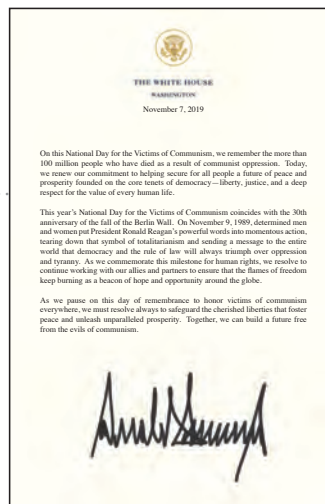 THE WHITE HOUSE
WASHINGTON
November 7, 2019
On this National Day for the Victims of Communism, we remember the more than
100 million people who have died as a result of communist oppression. Today,
we renew our commitment to helping secure for all people a future of peace and
prosperity founded on the core tenets of democracy—liberty, justice, and a deep
respect for the value of every human life.
This year's National Day for the Victims of Communism coincides with the 30th
anniversary of the fall of the Berlin Wall. On November 9, 1989, determined men
and women put President Ronald Reagan's powerful words into momentous action,
tearing down that symbol of totalitarianism and sending a message to the entire
world that democracy and the rule of law will always triumph over oppression
and tyranny. As we commemorate this milestone for human rights, we resolve to
continue working with our allies and partners to ensure that the flames of freedom
keep burning as a beacon of hope and opportunity around the globe.
As we pause on this day of remembrance to honor victims of communism
everywhere, we must resolve always to safeguard the cherished liberties that foster
peace and unleash unparalleled prosperity. Together, we can build a future free
from the evils of communism.